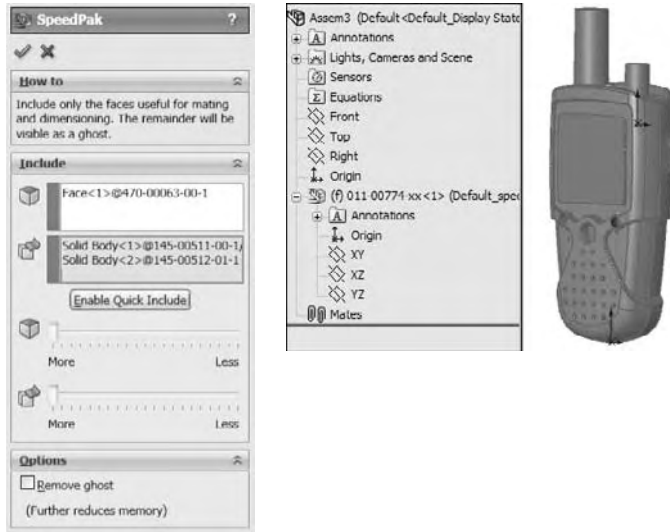 SpeedPak ?
How to
Include only the faces useful for mating
and dimensioning. The remainder will be
visible as a ghost.
Include
Face<1>@470-00063-00-1
Solid Body<1>@145-00511-00-1/
Solid Body<2>@145-00512-01-1
Enable Quick Include
More Less
More Less
Options
Remove ghost
(Further reduces memory)
Assem3 (Default<Default_Display State
Annotations
Lights, Cameras and Scene
Sensors
Equations
Front
Top
Right
Origin
(f) 011-00774-xx<1> (Default_spee
Annotations
Origin
XY
XZ
YZ
Mates